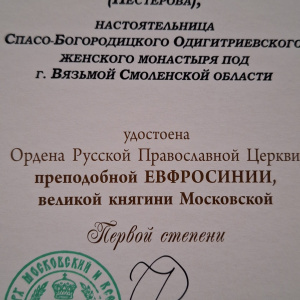 (НЕСТЕРОВА),
НАСТОЯТЕЛЬНИЦА
СПАСО-БОГОРОДИЦКОГО ОДИГИТРИЕВСКОГО
ЖЕНСКОГО МОНАСТЫРЯ ПОД
Г. ВЯЗЬМОЙ СМОЛЕНСКОЙ ОБЛАСТИ
удостоена
Ордена Русской Православной Церкви
преподобной ЕВФРОСИНИИ,
великой княгини Московской
Первой степени
МОСКОВСКИЙ И